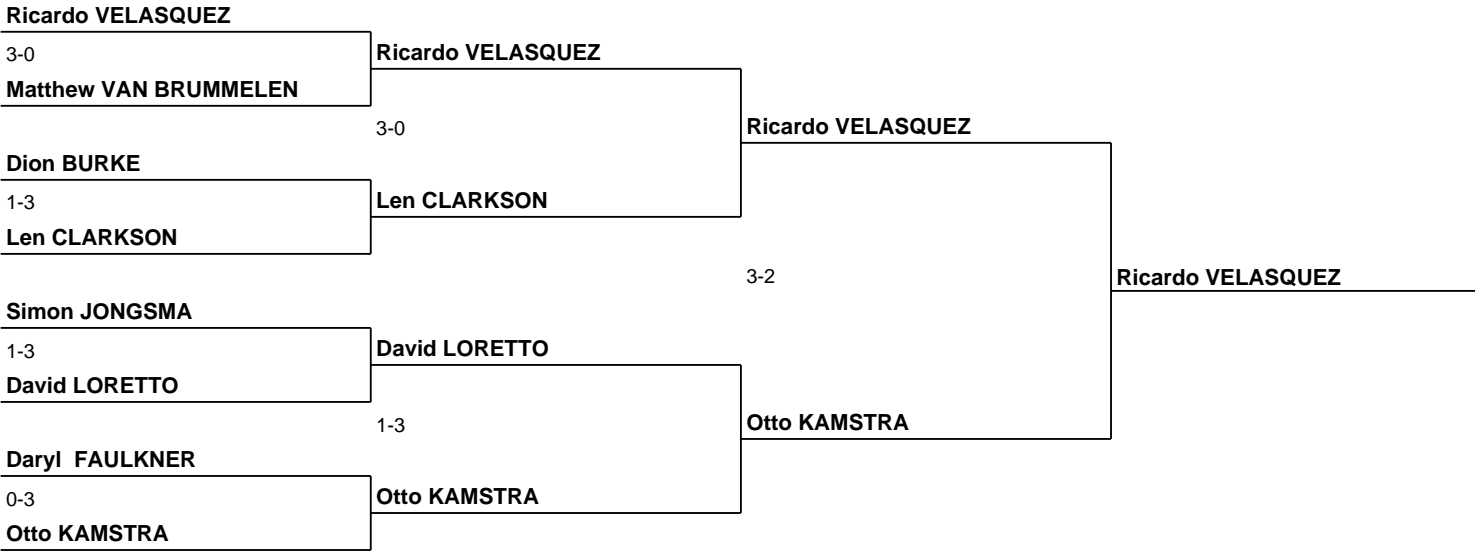 Ricardo VELASQUEZ
3-0
Ricardo VELASQUEZ
Matthew VAN BRUMMELEN
3-0
Ricardo VELASQUEZ
Dion BURKE
1-3
Len CLARKSON
Len CLARKSON
3-2
Ricardo VELASQUEZ
Simon JONGSMA
1-3
David LORETTO
David LORETTO
1-3
Otto KAMSTRA
Daryl  FAULKNER
0-3
Otto KAMSTRA
Otto KAMSTRA